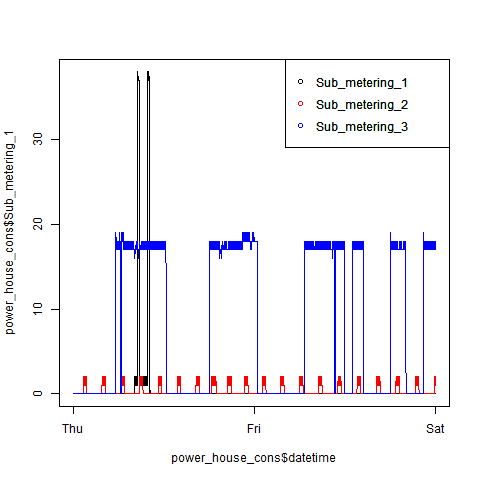 Sub_metering_1
Sub_metering_2
Sub_metering_3
power_house_cons$Sub_metering_1
30
20
10
0
Thu
Fri
Sat
power_house_cons$datetime